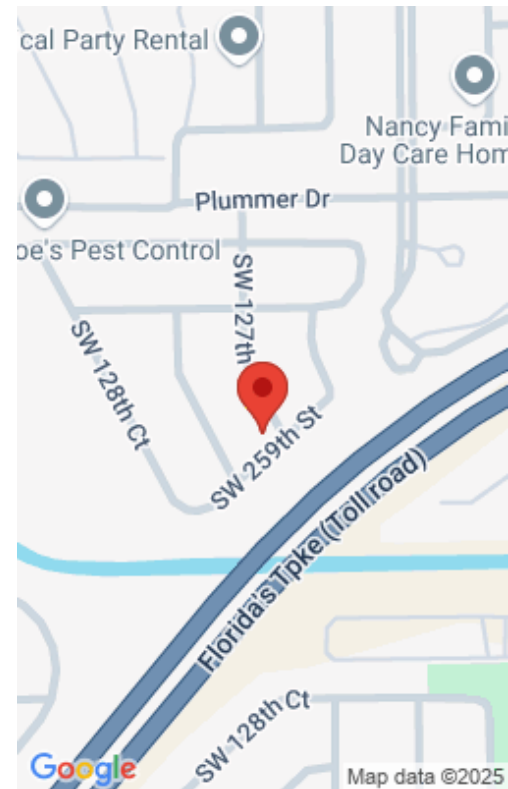 cal Party Rental
Nancy Fami
Day Care Hom
Plummer Dr
oe's Pest Control
SW 127th
SW 128th Ct
SW 259th St
Florida's Tpke (Toll road)
SW 128th Ct
Google
Map data ©2025